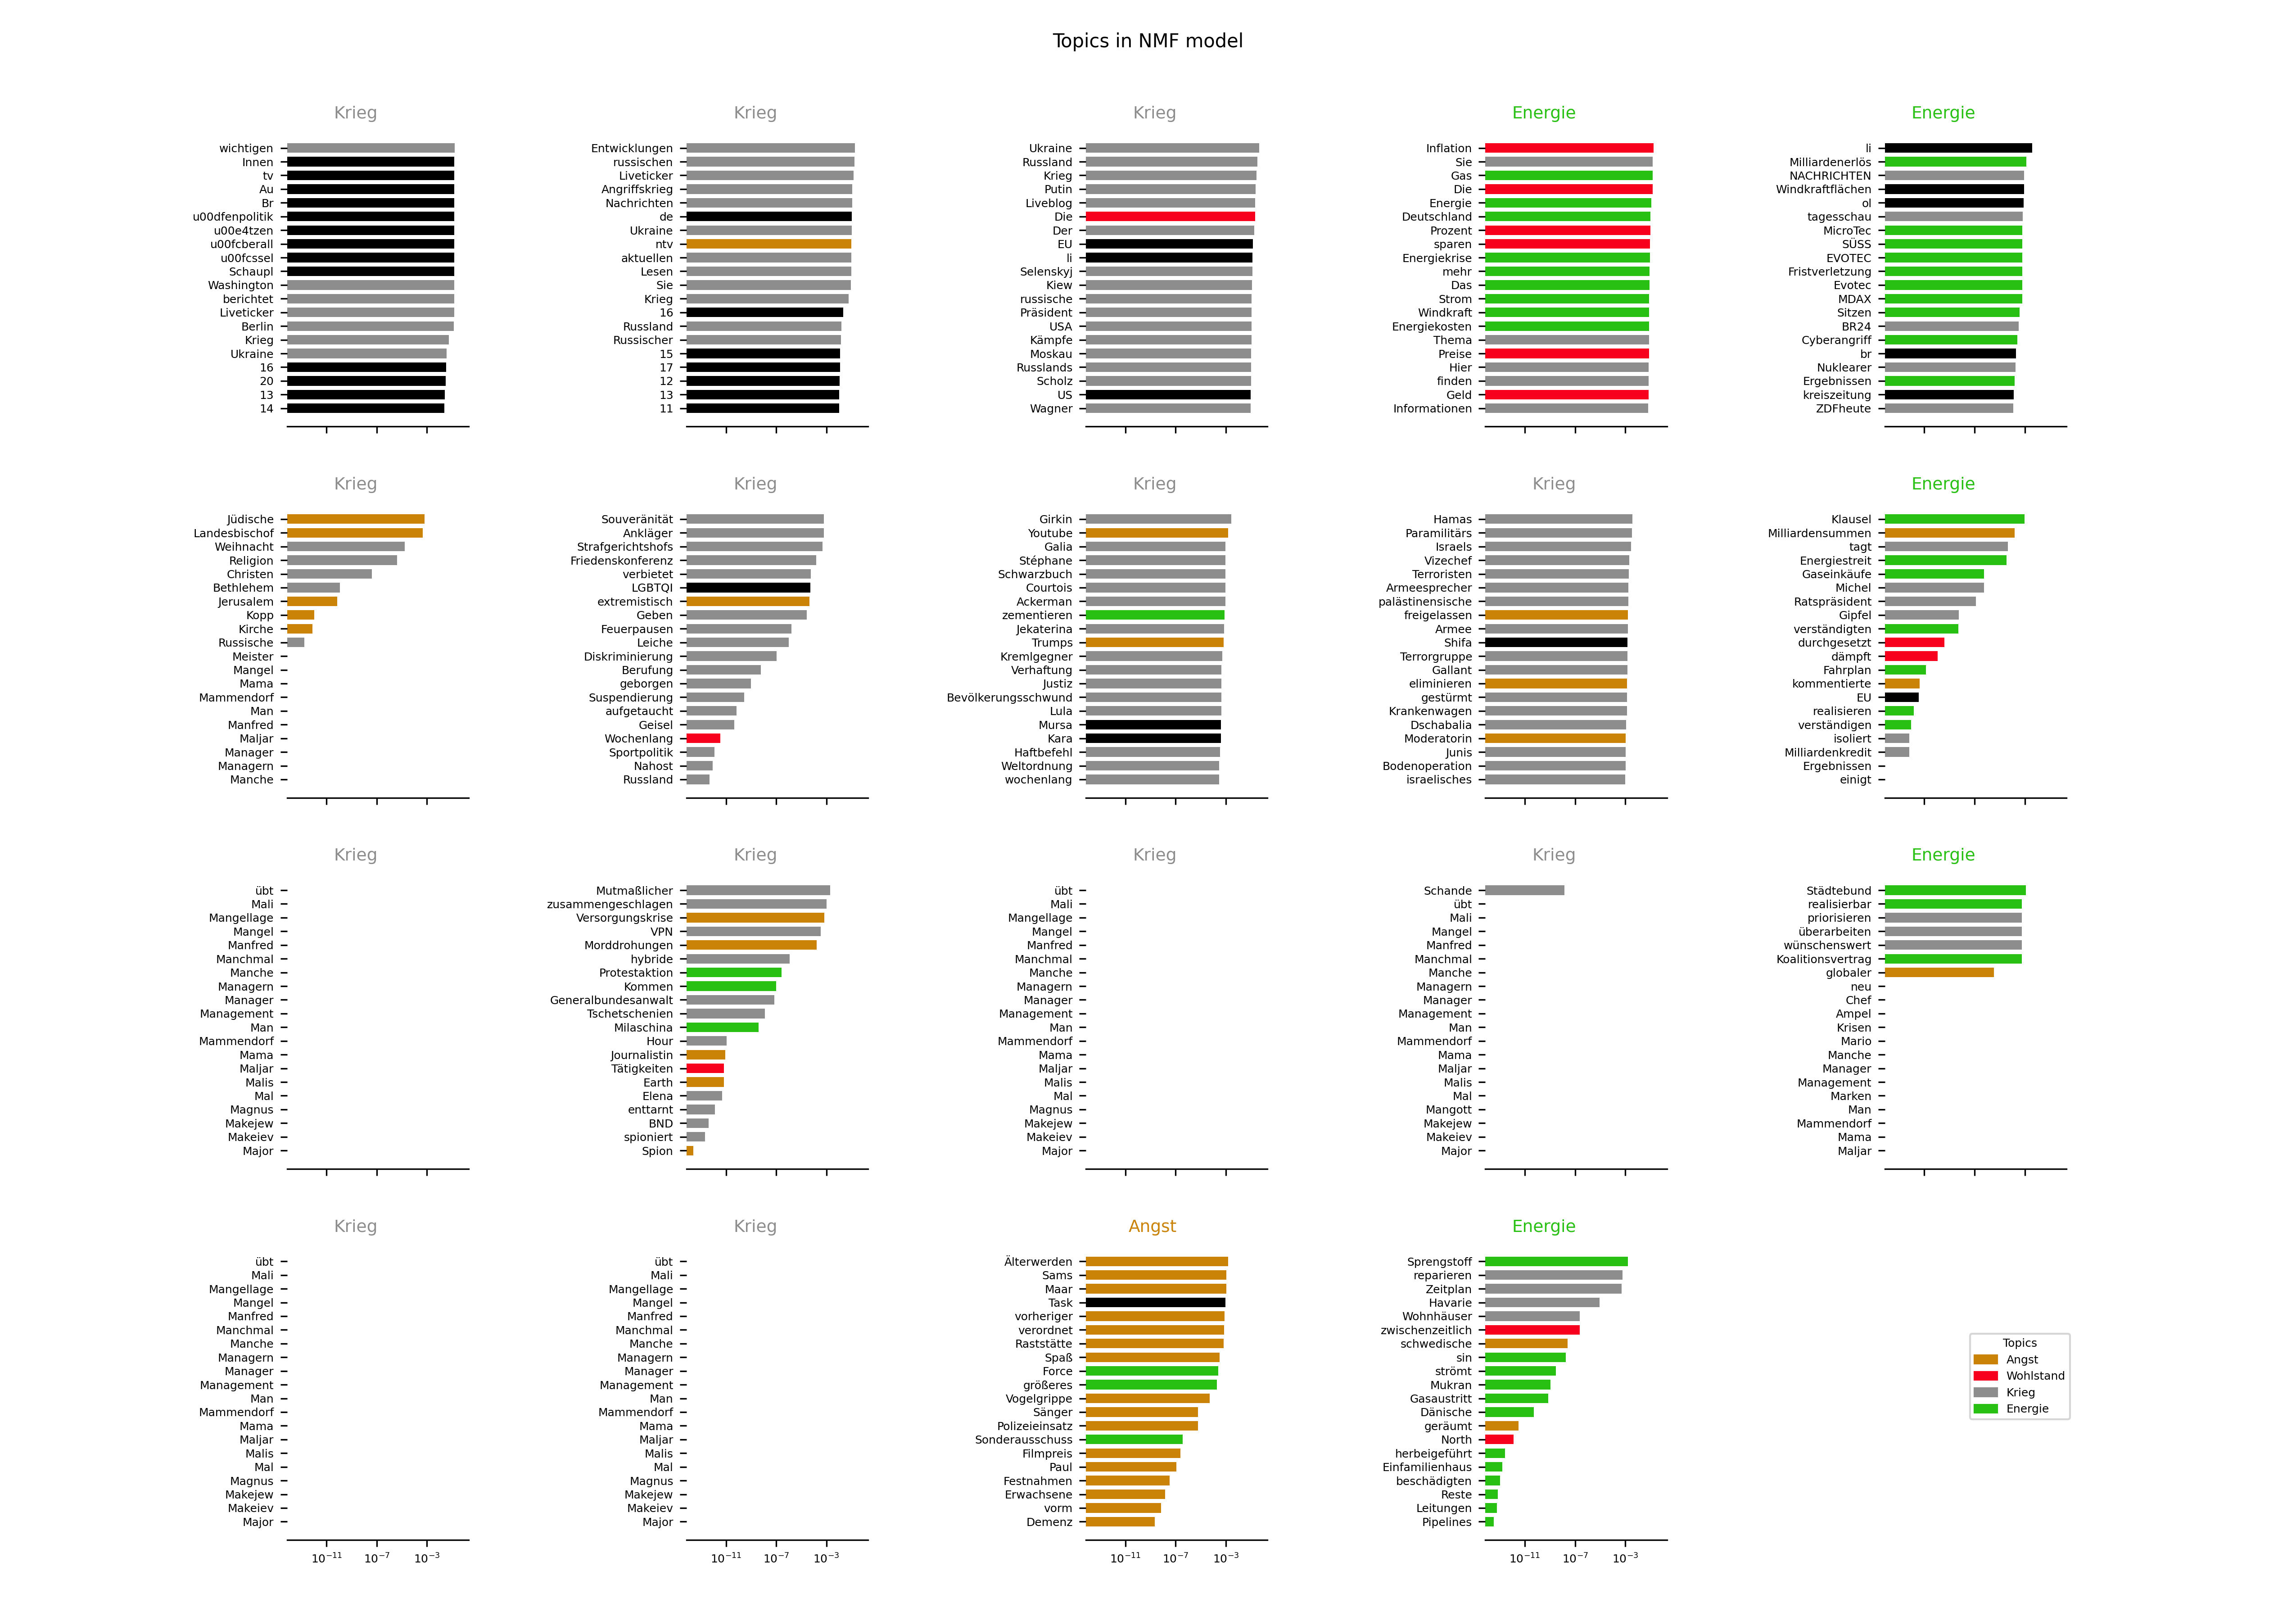 Topics in NMF model
Krieg
wichtigen
Innen
tv
Au
Br
u00dfenpolitik
u00e4tzen
u00fcberall
u00fcssel
Schaupl
Washington
berichtet
Liveticker
Berlin
Krieg
Ukraine
16
20
13
14
Krieg
Entwicklungen
russischen
Liveticker
Angriffskrieg
Nachrichten
de
Ukraine
ntv
aktuellen
Lesen
Sie
Krieg
16
Russland
Russischer
15
17
12
13
11
Krieg
Ukraine
Russland
Krieg
Putin
Liveblog
Die
Der
EU
li
Selenskyj
Kiew
russische
Präsident
USA
Kämpfe
Moskau
Russlands
Scholz
US
Wagner
Energie
Inflation
Sie
Gas
Die
Energie
Deutschland
Prozent
sparen
Energiekrise
mehr
Das
Strom
Windkraft
Energiekosten
Thema
Preise
Hier
finden
Geld
Informationen
Energie
li
Milliardenerlös
NACHRICHTEN
Windkraftflächen
ol
tagesschau
MicroTec
SÜSS
EVOTEC
Fristverletzung
Evotec
MDAX
Sitzen
BR24
Cyberangriff
br
Nuklearer
Ergebnissen
kreiszeitung
ZDFheute
Krieg
Jüdische
Landesbischof
Weihnacht
Religion
Christen
Bethlehem
Jerusalem
Kopp
Kirche
Russische
Meister
Mangel
Mama
Mammendorf
Man
Manfred
Maljar
Manager
Managern
Manche
Krieg
Souveränität
Ankläger
Strafgerichtshofs
Friedenskonferenz
verbietet
LGBTQI
extremistisch
Geben
Feuerpausen
Leiche
Diskriminierung
Berufung
geborgen
Suspendierung
aufgetaucht
Geisel
Wochenlang
Sportpolitik
Nahost
Russland
Krieg
Girkin
Youtube
Galia
Stéphane
Schwarzbuch
Courtois
Ackerman
zementieren
Jekaterina
Trumps
Kremlgegner
Verhaftung
Justiz
Bevölkerungsschwund
Lula
Mursa
Kara
Haftbefehl
Weltordnung
wochenlang
Krieg
Hamas
Paramilitärs
Israels
Vizechef
Terroristen
Armeesprecher
palästinensische
freigelassen
Armee
Shifa
Terrorgruppe
Gallant
eliminieren
gestürmt
Krankenwagen
Dschabalia
Moderatorin
Junis
Bodenoperation
israelisches
Energie
Klausel
Milliardensummen
tagt
Energiestreit
Gaseinkäufe
Michel
Ratspräsident
Gipfel
verständigten
durchgesetzt
dämpft
Fahrplan
kommentierte
EU
realisieren
verständigen
isoliert
Milliardenkredit
Ergebnissen
einigt
Krieg
übt
Mali
Mangellage
Mangel
Manfred
Manchmal
Manche
Managern
Manager
Management
Man
Mammendorf
Mama
Maljar
Malis
Mal
Magnus
Makejew
Makeiev
Major
Krieg
Mutmaßlicher
zusammengeschlagen
Versorgungskrise
VPN
Morddrohungen
hybride
Protestaktion
Kommen
Generalbundesanwalt
Tschetschenien
Milaschina
Hour
Journalistin
Tätigkeiten
Earth
Elena
enttarnt
BND
spioniert
Spion
Krieg
übt
Mali
Mangellage
Mangel
Manfred
Manchmal
Manche
Managern
Manager
Management
Man
Mammendorf
Mama
Maljar
Malis
Mal
Magnus
Makejew
Makeiev
Major
Krieg
Schande
übt
Mali
Mangel
Manfred
Manchmal
Manche
Managern
Manager
Management
Man
Mammendorf
Mama
Maljar
Malis
Mal
Mangott
Makejew
Makeiev
Major
Energie
Städtebund
realisierbar
priorisieren
überarbeiten
wünschenswert
Koalitionsvertrag
globaler
neu
Chef
Ampel
Krisen
Mario
Manche
Manager
Management
Marken
Man
Mammendorf
Mama
Maljar
Krieg
übt
Mali
Mangellage
Mangel
Manfred
Manchmal
Manche
Managern
Manager
Management
Man
Mammendorf
Mama
Maljar
Malis
Mal
Magnus
Makejew
Makeiev
Major
10⁻¹¹ 10⁻⁷ 10⁻³
Krieg
übt
Mali
Mangellage
Mangel
Manfred
Manchmal
Manche
Managern
Manager
Management
Man
Mammendorf
Mama
Maljar
Malis
Mal
Magnus
Makejew
Makeiev
Major
10⁻¹¹ 10⁻⁷ 10⁻³
Angst
Älterwerden
Sams
Maar
Task
vorheriger
verordnet
Raststätte
Spaß
Force
größeres
Vogelgrippe
Sänger
Polizeieinsatz
Sonderausschuss
Filmpreis
Paul
Festnahmen
Erwachsene
vorm
Demenz
10⁻¹¹ 10⁻⁷ 10⁻³
Energie
Sprengstoff
reparieren
Zeitplan
Havarie
Wohnhäuser
zwischenzeitlich
schwedische
sin
strömt
Mukran
Gasaustritt
Dänische
geräumt
North
herbeigeführt
Einfamilienhaus
beschädigten
Reste
Leitungen
Pipelines
10⁻¹¹ 10⁻⁷ 10⁻³
Topics
Angst
Wohlstand
Krieg
Energie